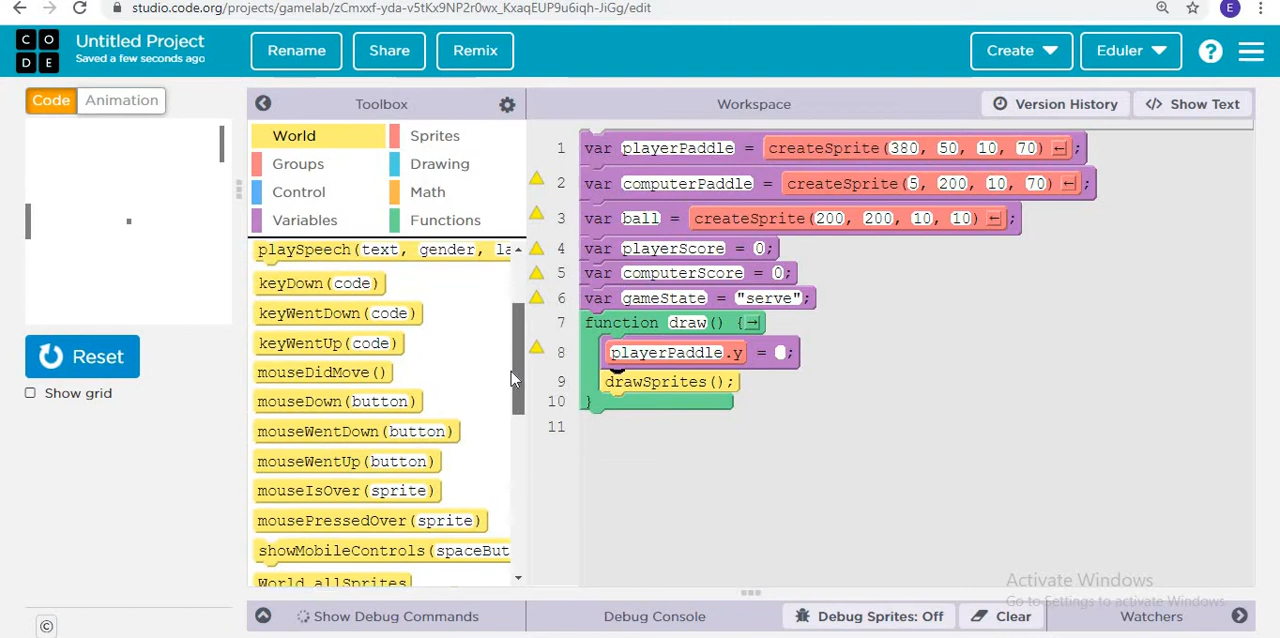 studio.code.org/projects/gamelab/zCmxxf-yda-v5tKx9NP2r0wx_KxaqEUP9u6iqh-JiGg/edit
E
C O D E
Untitled Project
Saved a few seconds ago
Rename Share Remix Create Eduler ?
Code Animation Toolbox Workspace Version History </> Show Text
World Sprites
Groups Drawing
Control Math
Variables Functions
playSpeech(text, gender, la
keyDown(code)
keyWentDown(code)
keyWentUp(code)
mouseDidMove()
mouseDown(button)
mouseWentDown(button)
mouseWentUp(button)
mouseIsOver(sprite)
mousePressedOver(sprite)
showMobileControls(spaceBut
World.allSprites
1 var playerPaddle = createSprite(380, 50, 10, 70);
2 var computerPaddle = createSprite(5, 200, 10, 70);
3 var ball = createSprite(200, 200, 10, 10);
4 var playerScore = 0;
5 var computerScore = 0;
6 var gameState = "serve";
7 function draw() {
8 playerPaddle.y = ;
9 drawSprites();
10 }
11
Reset
Show grid
Activate Windows
Go to Settings to activate Windows.
©
Show Debug Commands Debug Console Debug Sprites: Off Clear Watchers